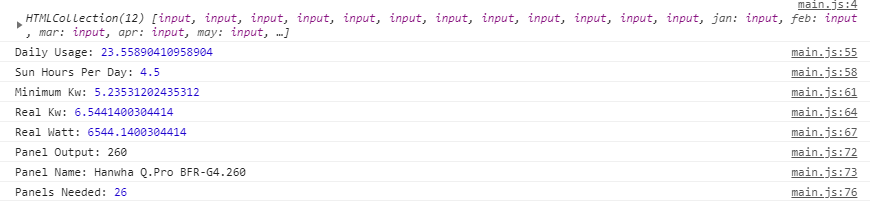 main.js:4
HTMLCollection(12) [input, input, input, input, input, input, input, input, input, input, input, input, jan: input, feb: input
, mar: input, apr: input, may: input, …]
Daily Usage: 23.55890410958904 main.js:55
Sun Hours Per Day: 4.5 main.js:58
Minimum Kw: 5.23531202435312 main.js:61
Real Kw: 6.5441400304414 main.js:64
Real Watt: 6544.1400304414 main.js:67
Panel Output: 260 main.js:72
Panel Name: Hanwha Q.Pro BFR-G4.260 main.js:73
Panels Needed: 26 main.js:76